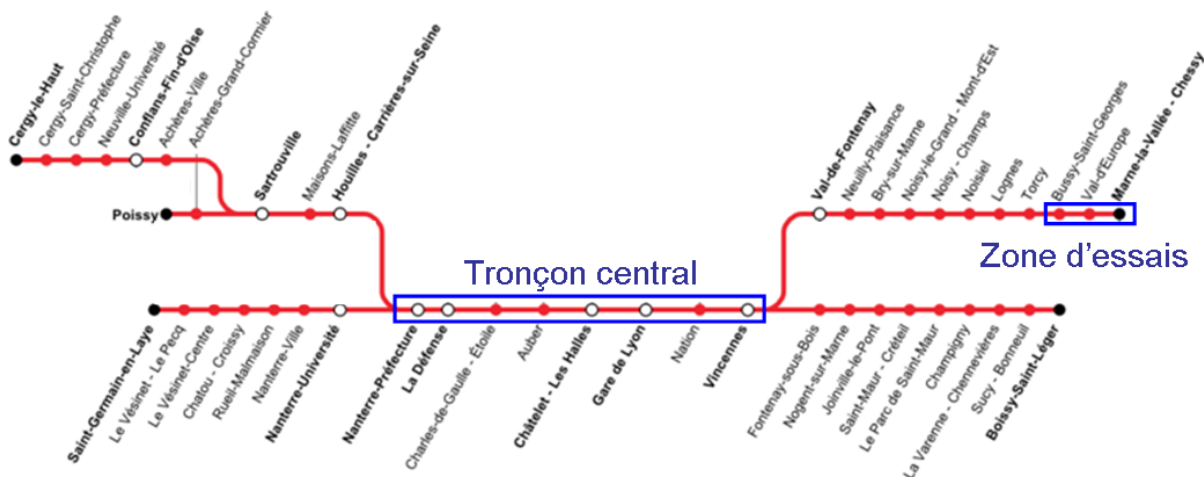 Cergy-le-Haut
Cergy-Saint-Christophe
Cergy-Préfecture
Neuville-Université
Conflans-Fin-d'Oise
Achères-Ville
Achères-Grand-Cormier
Sartrouville
Maisons-Laffitte
Houilles - Carrières-sur-Seine
Val-de-Fontenay
Neuilly-Plaisance
Bry-sur-Marne
Noisy-le-Grand - Mont-d'Est
Noisy - Champs
Noisiel
Lognes
Torcy
Bussy-Saint-Georges
Val-d'Europe
Marne-la-Vallée - Chessy
Poissy
Tronçon central
Zone d'essais
Saint-Germain-en-Laye
Le Vésinet - Le Pecq
Le Vésinet-Centre
Chatou - Croissy
Rueil-Malmaison
Nanterre-Ville
Nanterre-Université
Nanterre-Préfecture
La Défense
Charles-de-Gaulle - Étoile
Auber
Châtelet - Les Halles
Gare de Lyon
Nation
Vincennes
Fontenay-sous-Bois
Nogent-sur-Marne
Joinville-le-Pont
Saint-Maur - Créteil
Le Parc de Saint-Maur
Champigny
La Varenne - Chennevières
Sucy - Bonneuil
Boissy-Saint-Léger